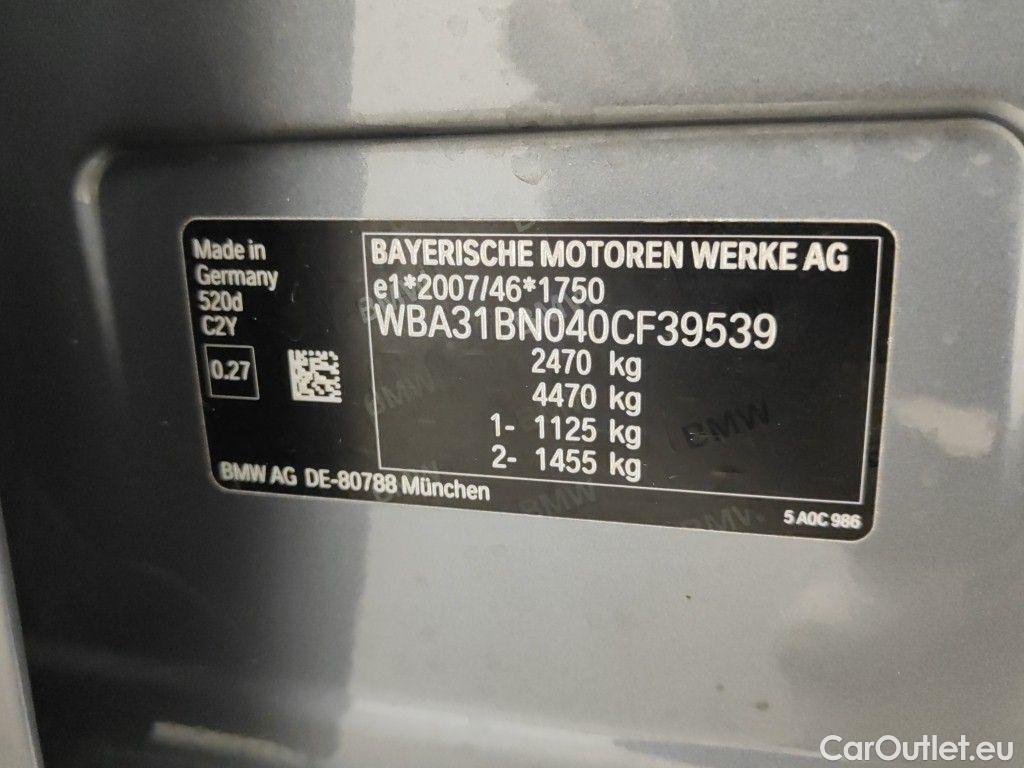 Made in
Germany
520d
C2Y
0.27
BAYERISCHE MOTOREN WERKE AG
e1*2007/46*1750
WBA31BN040CF39539
2470 kg
4470 kg
1- 1125 kg
2- 1455 kg
BMW AG DE-80788 München
5 A0C 986
BMW
CarOutlet.eu